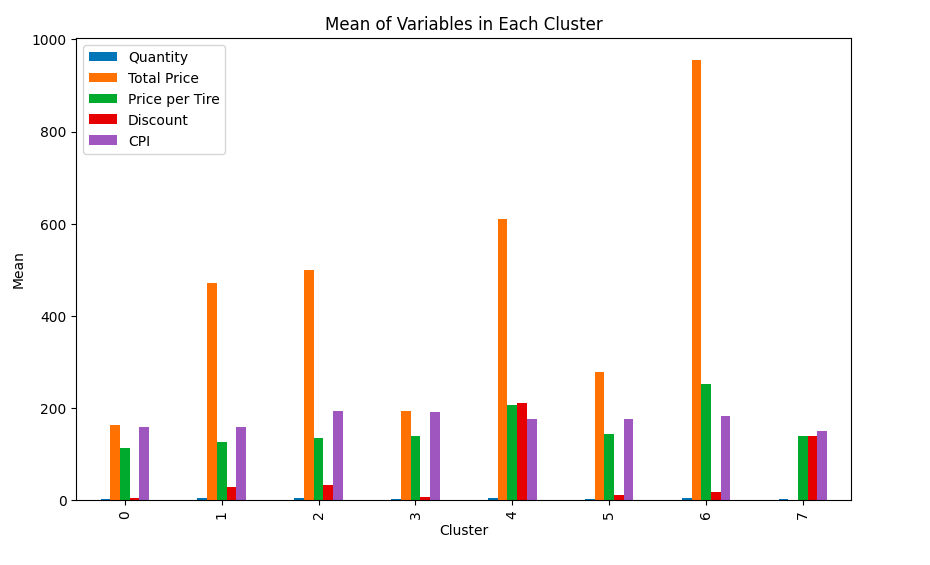 Mean of Variables in Each Cluster
1000
800
600
400
200
0
Mean
Quantity
Total Price
Price per Tire
Discount
CPI
0 1 2 3 4 5 6 7
Cluster